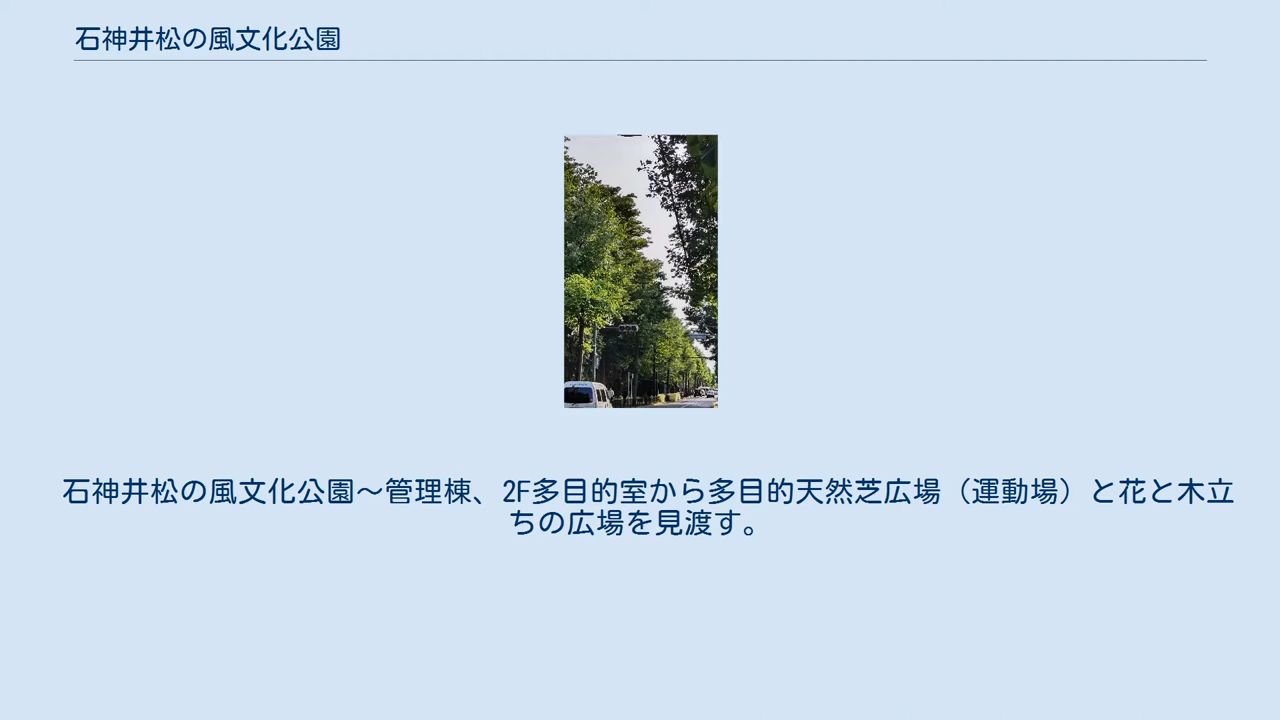 石神井松の風文化公園
石神井松の風文化公園～管理棟、2F多目的室から多目的天然芝広場（運動場）と花と木立
ちの広場を見渡す。